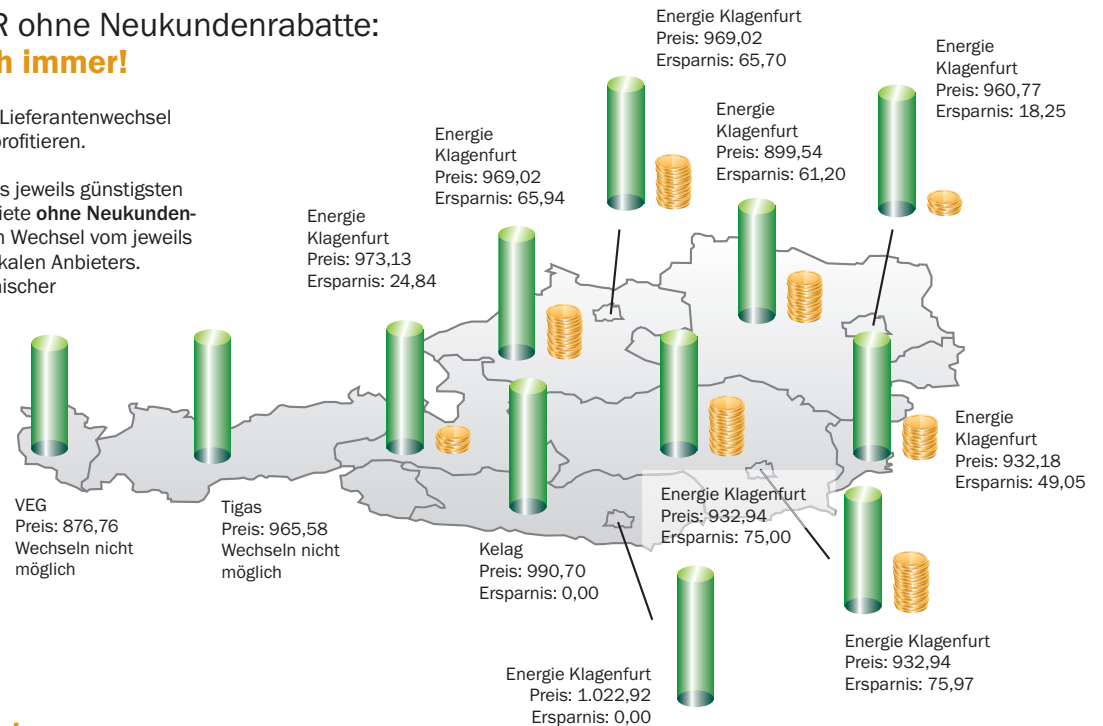 R ohne Neukundenrabatte:
h immer!
Lieferantenwechsel
profitieren.
s jeweils günstigsten
iete ohne Neukunden-
n Wechsel vom jeweils
kalen Anbieters.
nischer
Energie Klagenfurt
Preis: 969,02
Ersparnis: 65,70
Energie
Klagenfurt
Preis: 960,77
Ersparnis: 18,25
Energie
Klagenfurt
Preis: 899,54
Ersparnis: 61,20
Energie
Klagenfurt
Preis: 969,02
Ersparnis: 65,94
Energie
Klagenfurt
Preis: 973,13
Ersparnis: 24,84
Energie
Klagenfurt
Preis: 932,18
Ersparnis: 49,05
VEG
Preis: 876,76
Wechseln nicht
möglich
Tigas
Preis: 965,58
Wechseln nicht
möglich
Kelag
Preis: 990,70
Ersparnis: 0,00
Energie Klagenfurt
Preis: 932,94
Ersparnis: 75,00
Energie Klagenfurt
Preis: 932,94
Ersparnis: 75,97
Energie Klagenfurt
Preis: 1.022,92
Ersparnis: 0,00